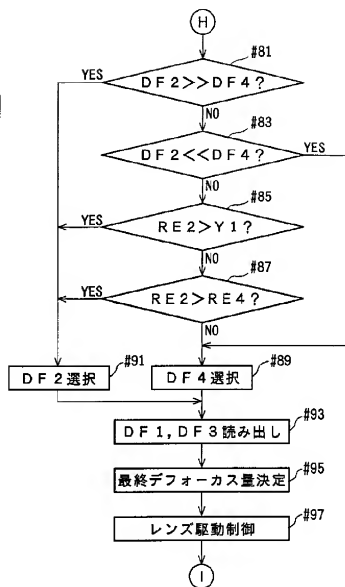 H
#81
YES
DF2>>DF4?
NO
#83
YES
DF2<<DF4?
NO
#85
YES
RE2>Y1?
NO
#87
YES
RE2>RE4?
NO
#91
#89
DF2選択
DF4選択
#93
DF1,DF3読み出し
#95
最終デフォーカス量決定
#97
レンズ駆動制御
I